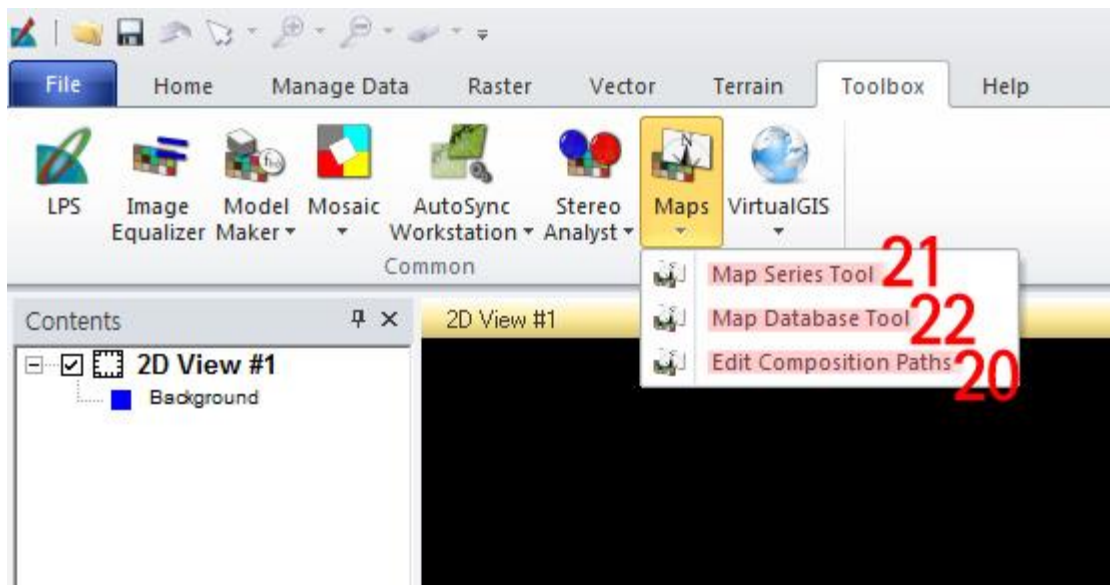 File Home Manage Data Raster Vector Terrain Toolbox Help
LPS Image Equalizer Model Maker Mosaic AutoSync Workstation Stereo Analyst Maps VirtualGIS
Common
Map Series Tool 21
Map Database Tool 22
Edit Composition Paths 20
Contents
2D View #1
2D View #1
Background